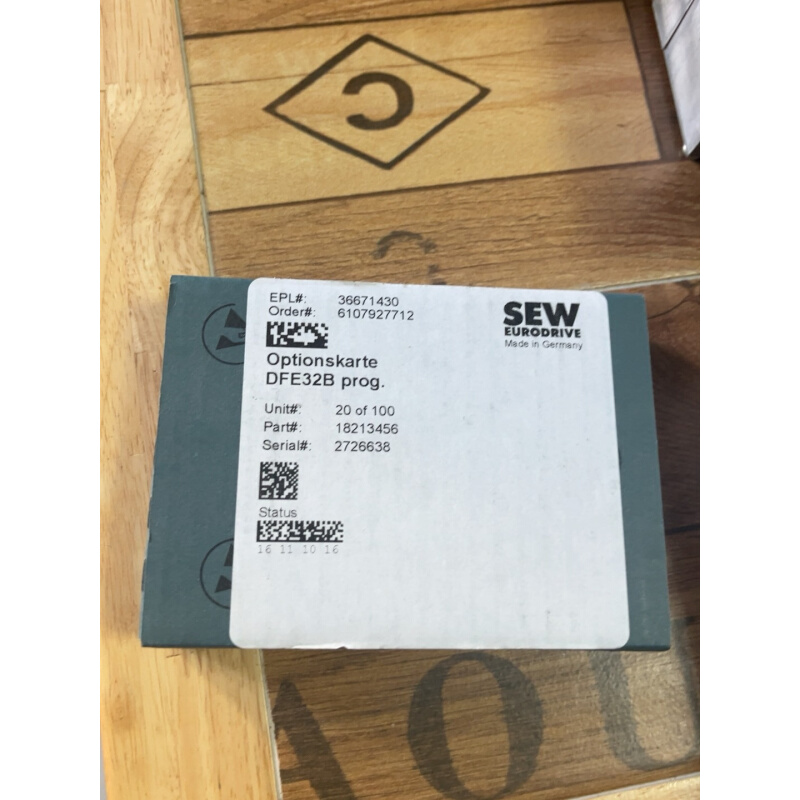 C
EPL#: 36671430
Order#: 6107927712
SEW
EURODRIVE
Made in Germany
Optionskarte
DFE32B prog.
Unit#: 20 of 100
Part#: 18213456
Serial#: 2726638
Status
16 11 10 16
AOU